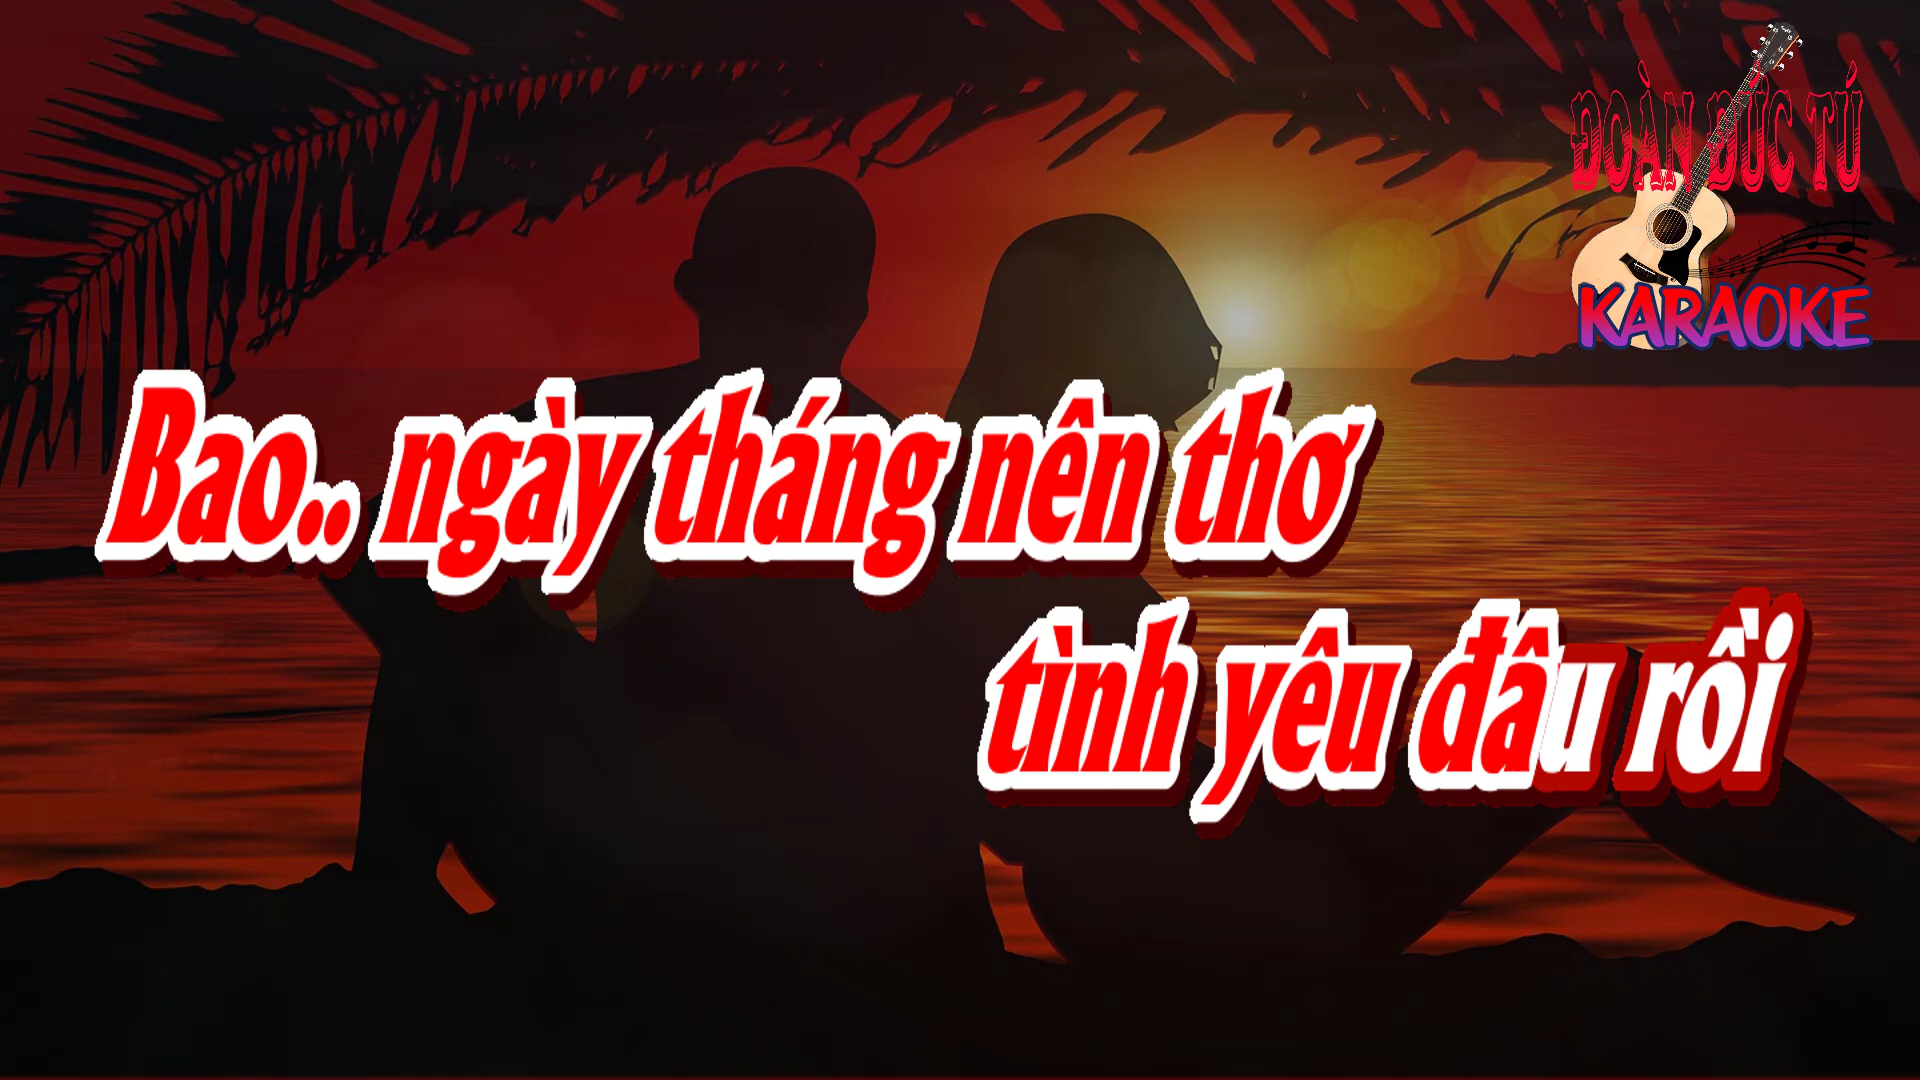 ĐOÀN ĐỨC TÚ
KARAOKE
Bao.. ngày tháng nên thơ
tình yêu đâu rồi